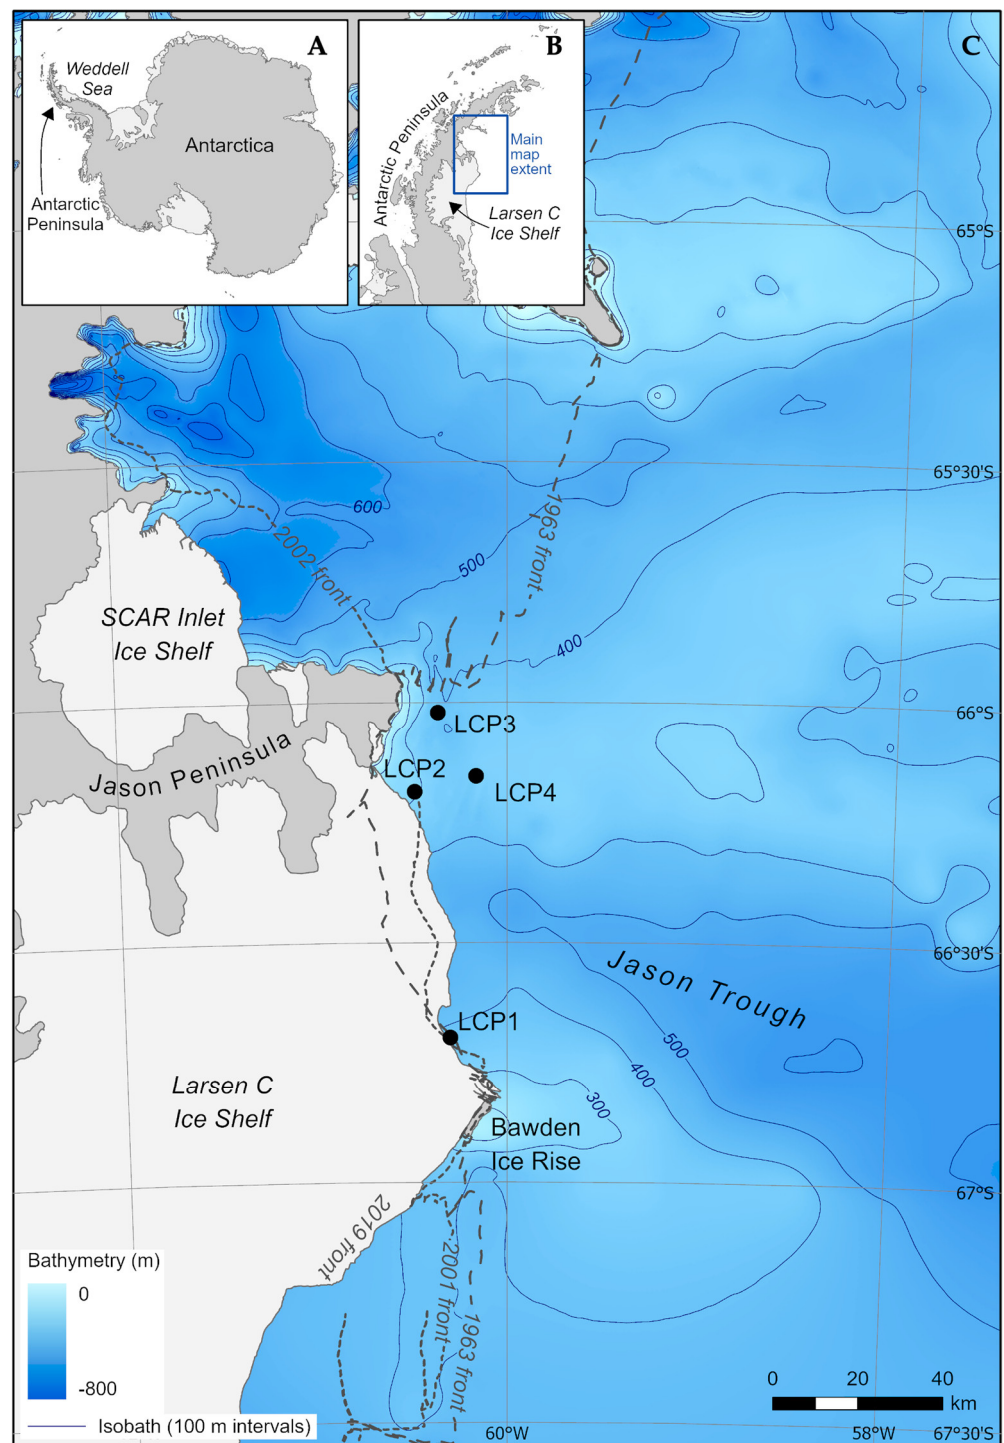 A
Weddell
Sea
Antarctica
Antarctic
Peninsula
B
Antarctic Peninsula
Main
map
extent
Larsen C
Ice Shelf
C
65°S
65°30'S
600
2002 front
500
1963 front
SCAR Inlet
Ice Shelf
400
66°S
LCP3
Jason Peninsula
LCP2
LCP4
66°30'S
Jason Trough
LCP1
500
400
300
Larsen C
Ice Shelf
Bawden
Ice Rise
67°S
2019 front
2001 front
1963 front
Bathymetry (m)
0
-800
Isobath (100 m intervals)
0 20 40
km
60°W
58°W
67°30'S